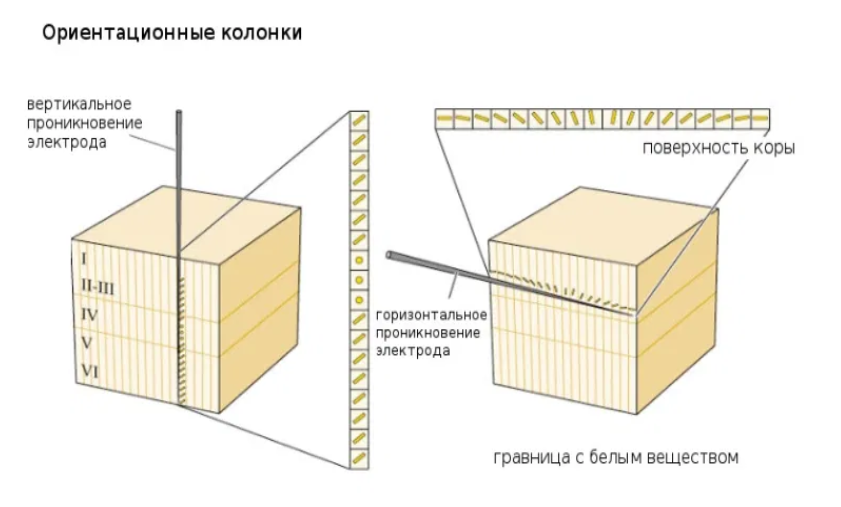 Ориентационные колонки
вертикальное
проникновение
электрода
поверхность коры
I
II-III
IV
V
VI
горизонтальное
проникновение
электрода
гравница с белым веществом